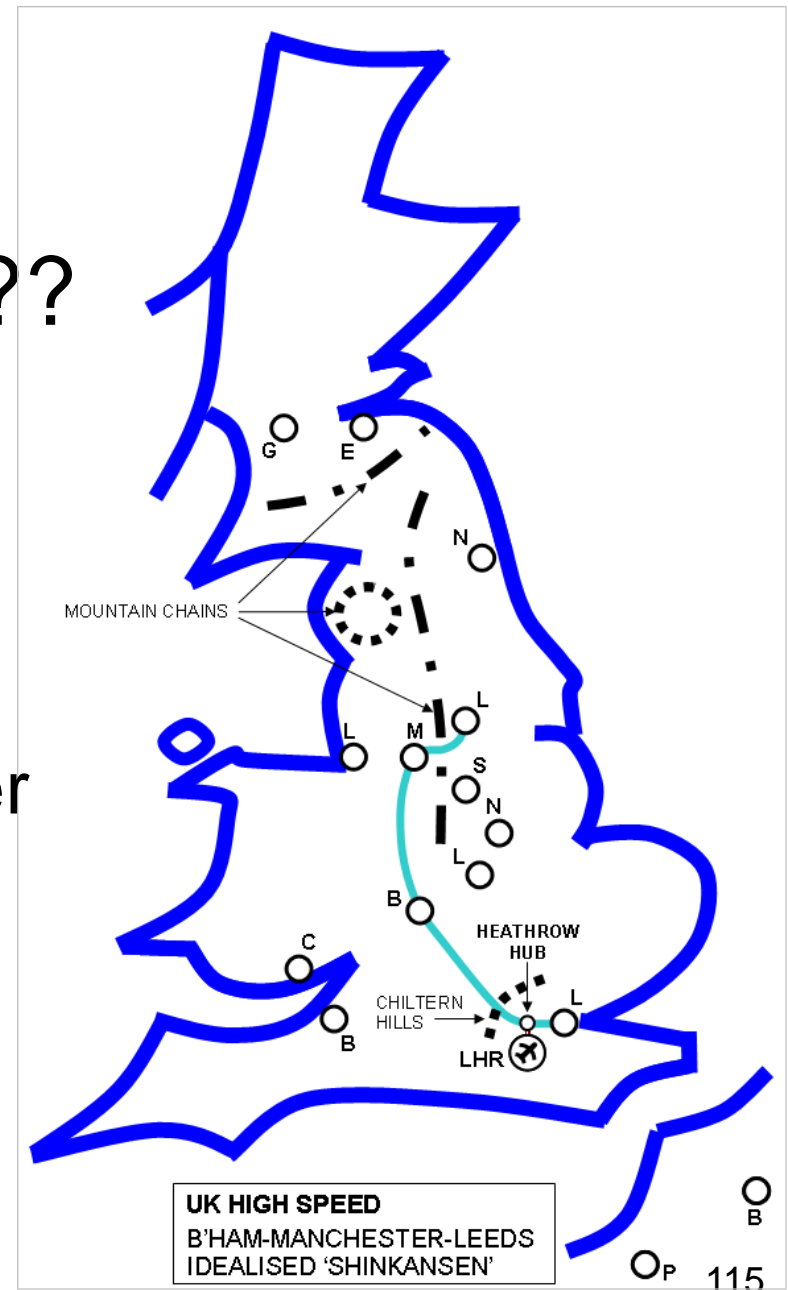 ??
G
E
N
MOUNTAIN CHAINS
L
M
L
S
er
N
L
B
HEATHROW
HUB
C
CHILTERN
HILLS
L
B
LHR
UK HIGH SPEED
B'HAM-MANCHESTER-LEEDS
IDEALISED 'SHINKANSEN'
B
P
115